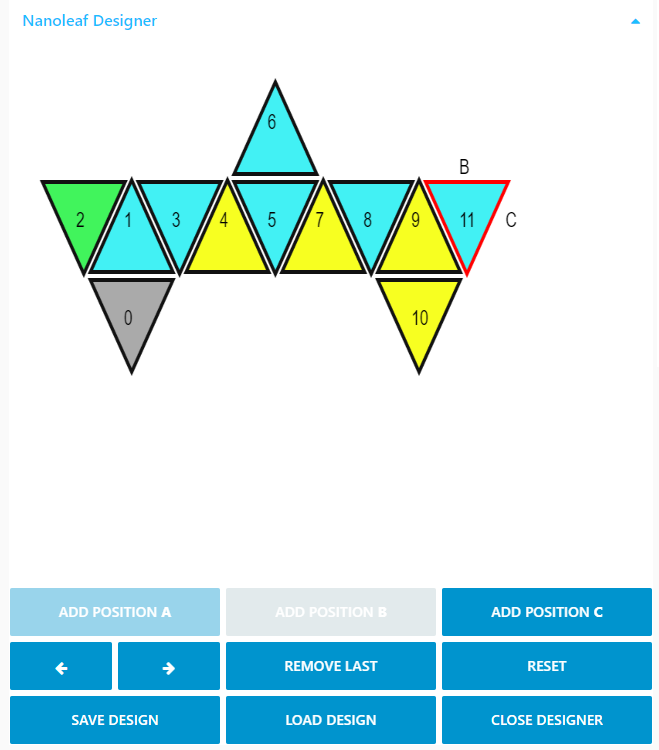 Nanoleaf Designer
6
B
2 1 3 4 5 7 8 9 11 C
0 10
ADD POSITION A ADD POSITION B ADD POSITION C
REMOVE LAST RESET
SAVE DESIGN LOAD DESIGN CLOSE DESIGNER